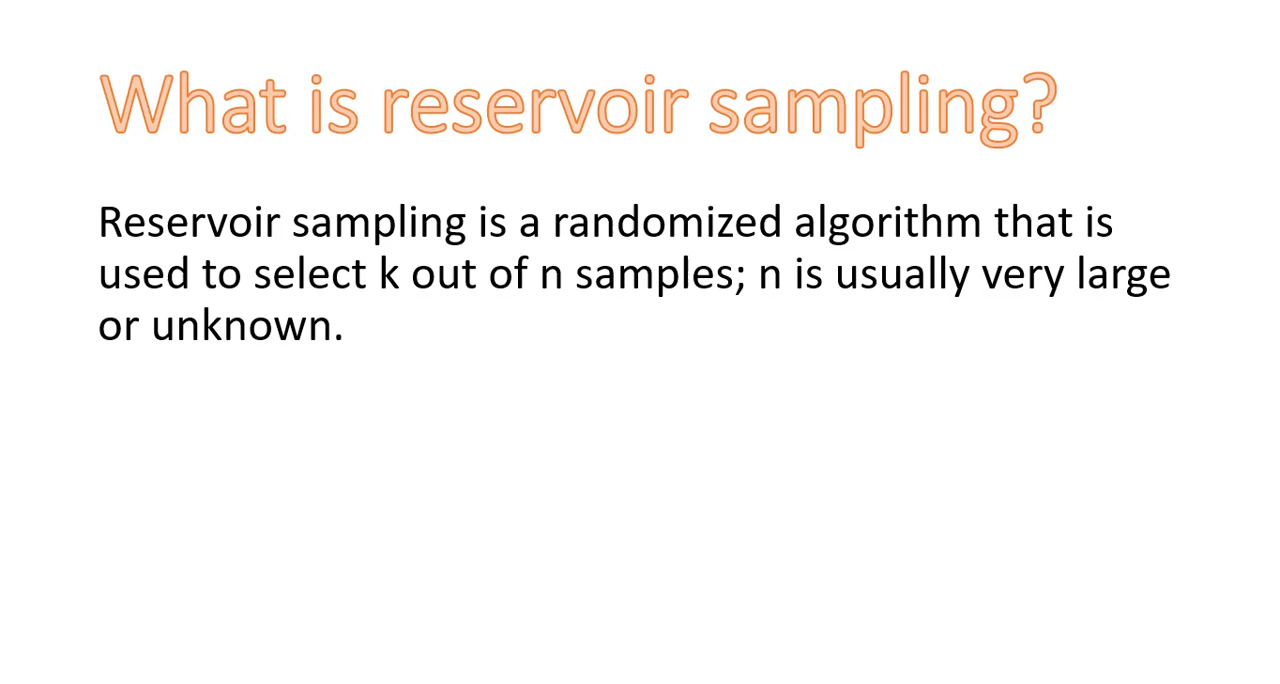 What is reservoir sampling?
Reservoir sampling is a randomized algorithm that is
used to select k out of n samples; n is usually very large
or unknown.